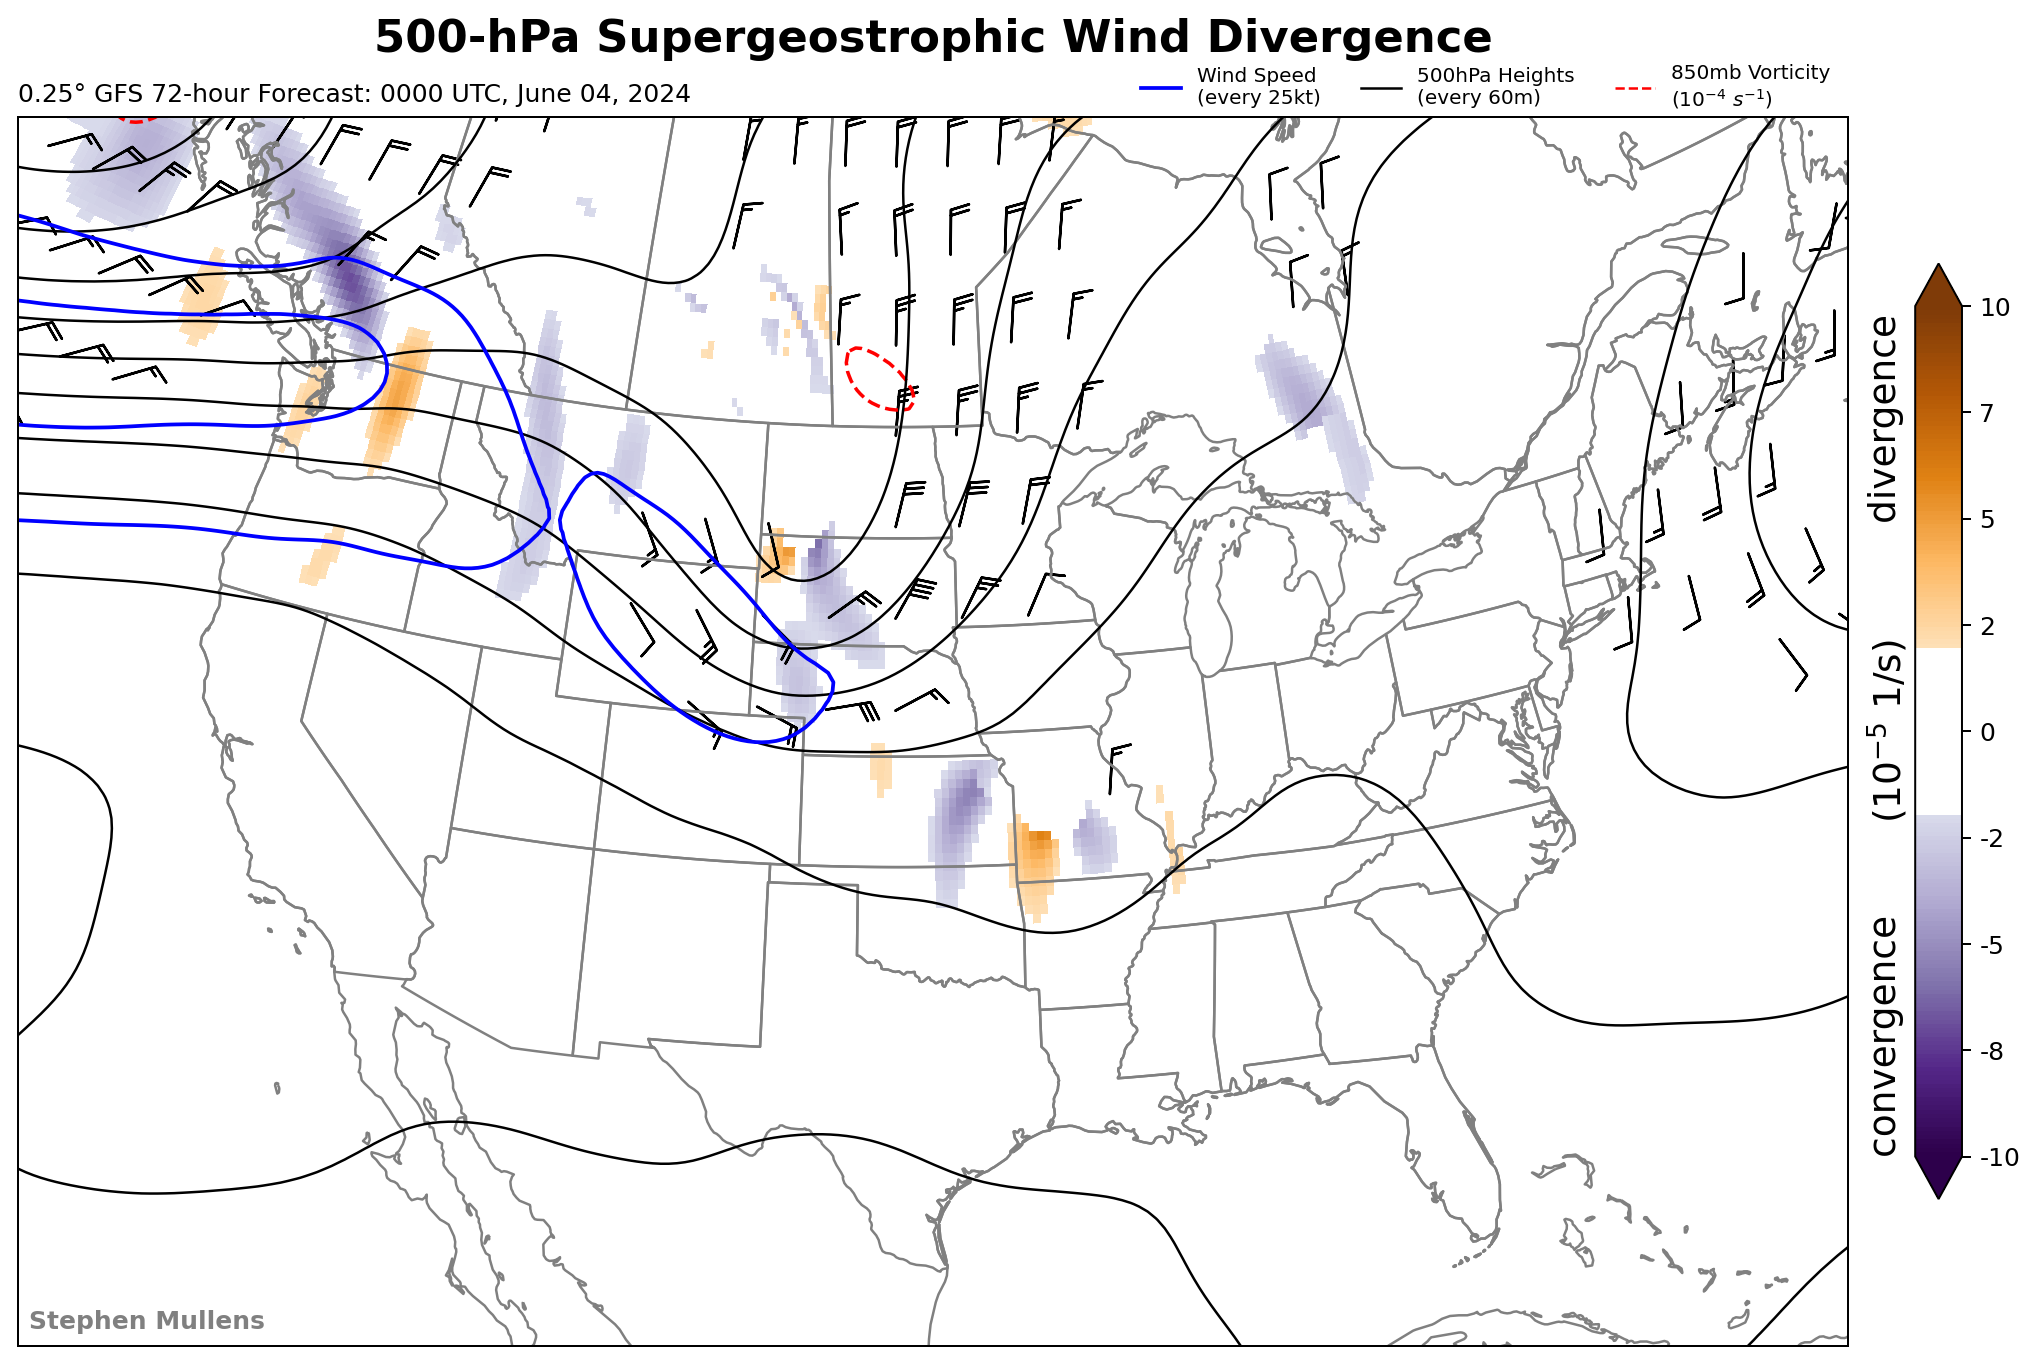 500-hPa Supergeostrophic Wind Divergence
0.25° GFS 72-hour Forecast: 0000 UTC, June 04, 2024
Wind Speed
(every 25kt)
500hPa Heights
(every 60m)
850mb Vorticity
(10⁻⁴ s⁻¹)
10
7
5
2
0
-2
-5
-8
-10
convergence (10⁻⁵ 1/s) divergence
Stephen Mullens